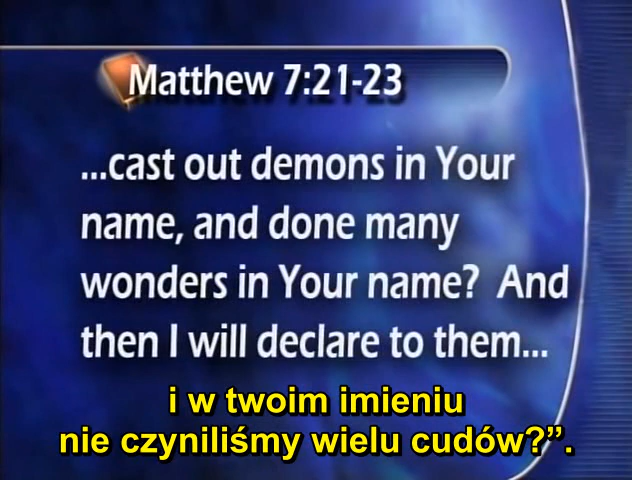 Matthew 7:21-23
...cast out demons in Your
name, and done many
wonders in Your name?  And
then I will declare to them...
i w twoim imieniu
nie czyniliśmy wielu cudów?”.